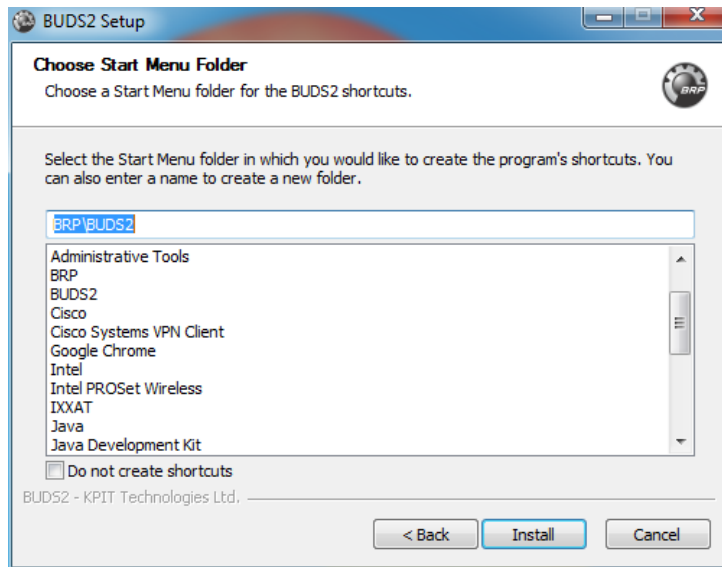 BUDS2 Setup
Choose Start Menu Folder
Choose a Start Menu folder for the BUDS2 shortcuts.
BRP
Select the Start Menu folder in which you would like to create the program's shortcuts. You
can also enter a name to create a new folder.
BRP\BUDS2
Administrative Tools
BRP
BUDS2
Cisco
Cisco Systems VPN Client
Google Chrome
Intel
Intel PROSet Wireless
IXXAT
Java
Java Development Kit
Do not create shortcuts
BUDS2 - KPIT Technologies Ltd.
< Back
Install
Cancel